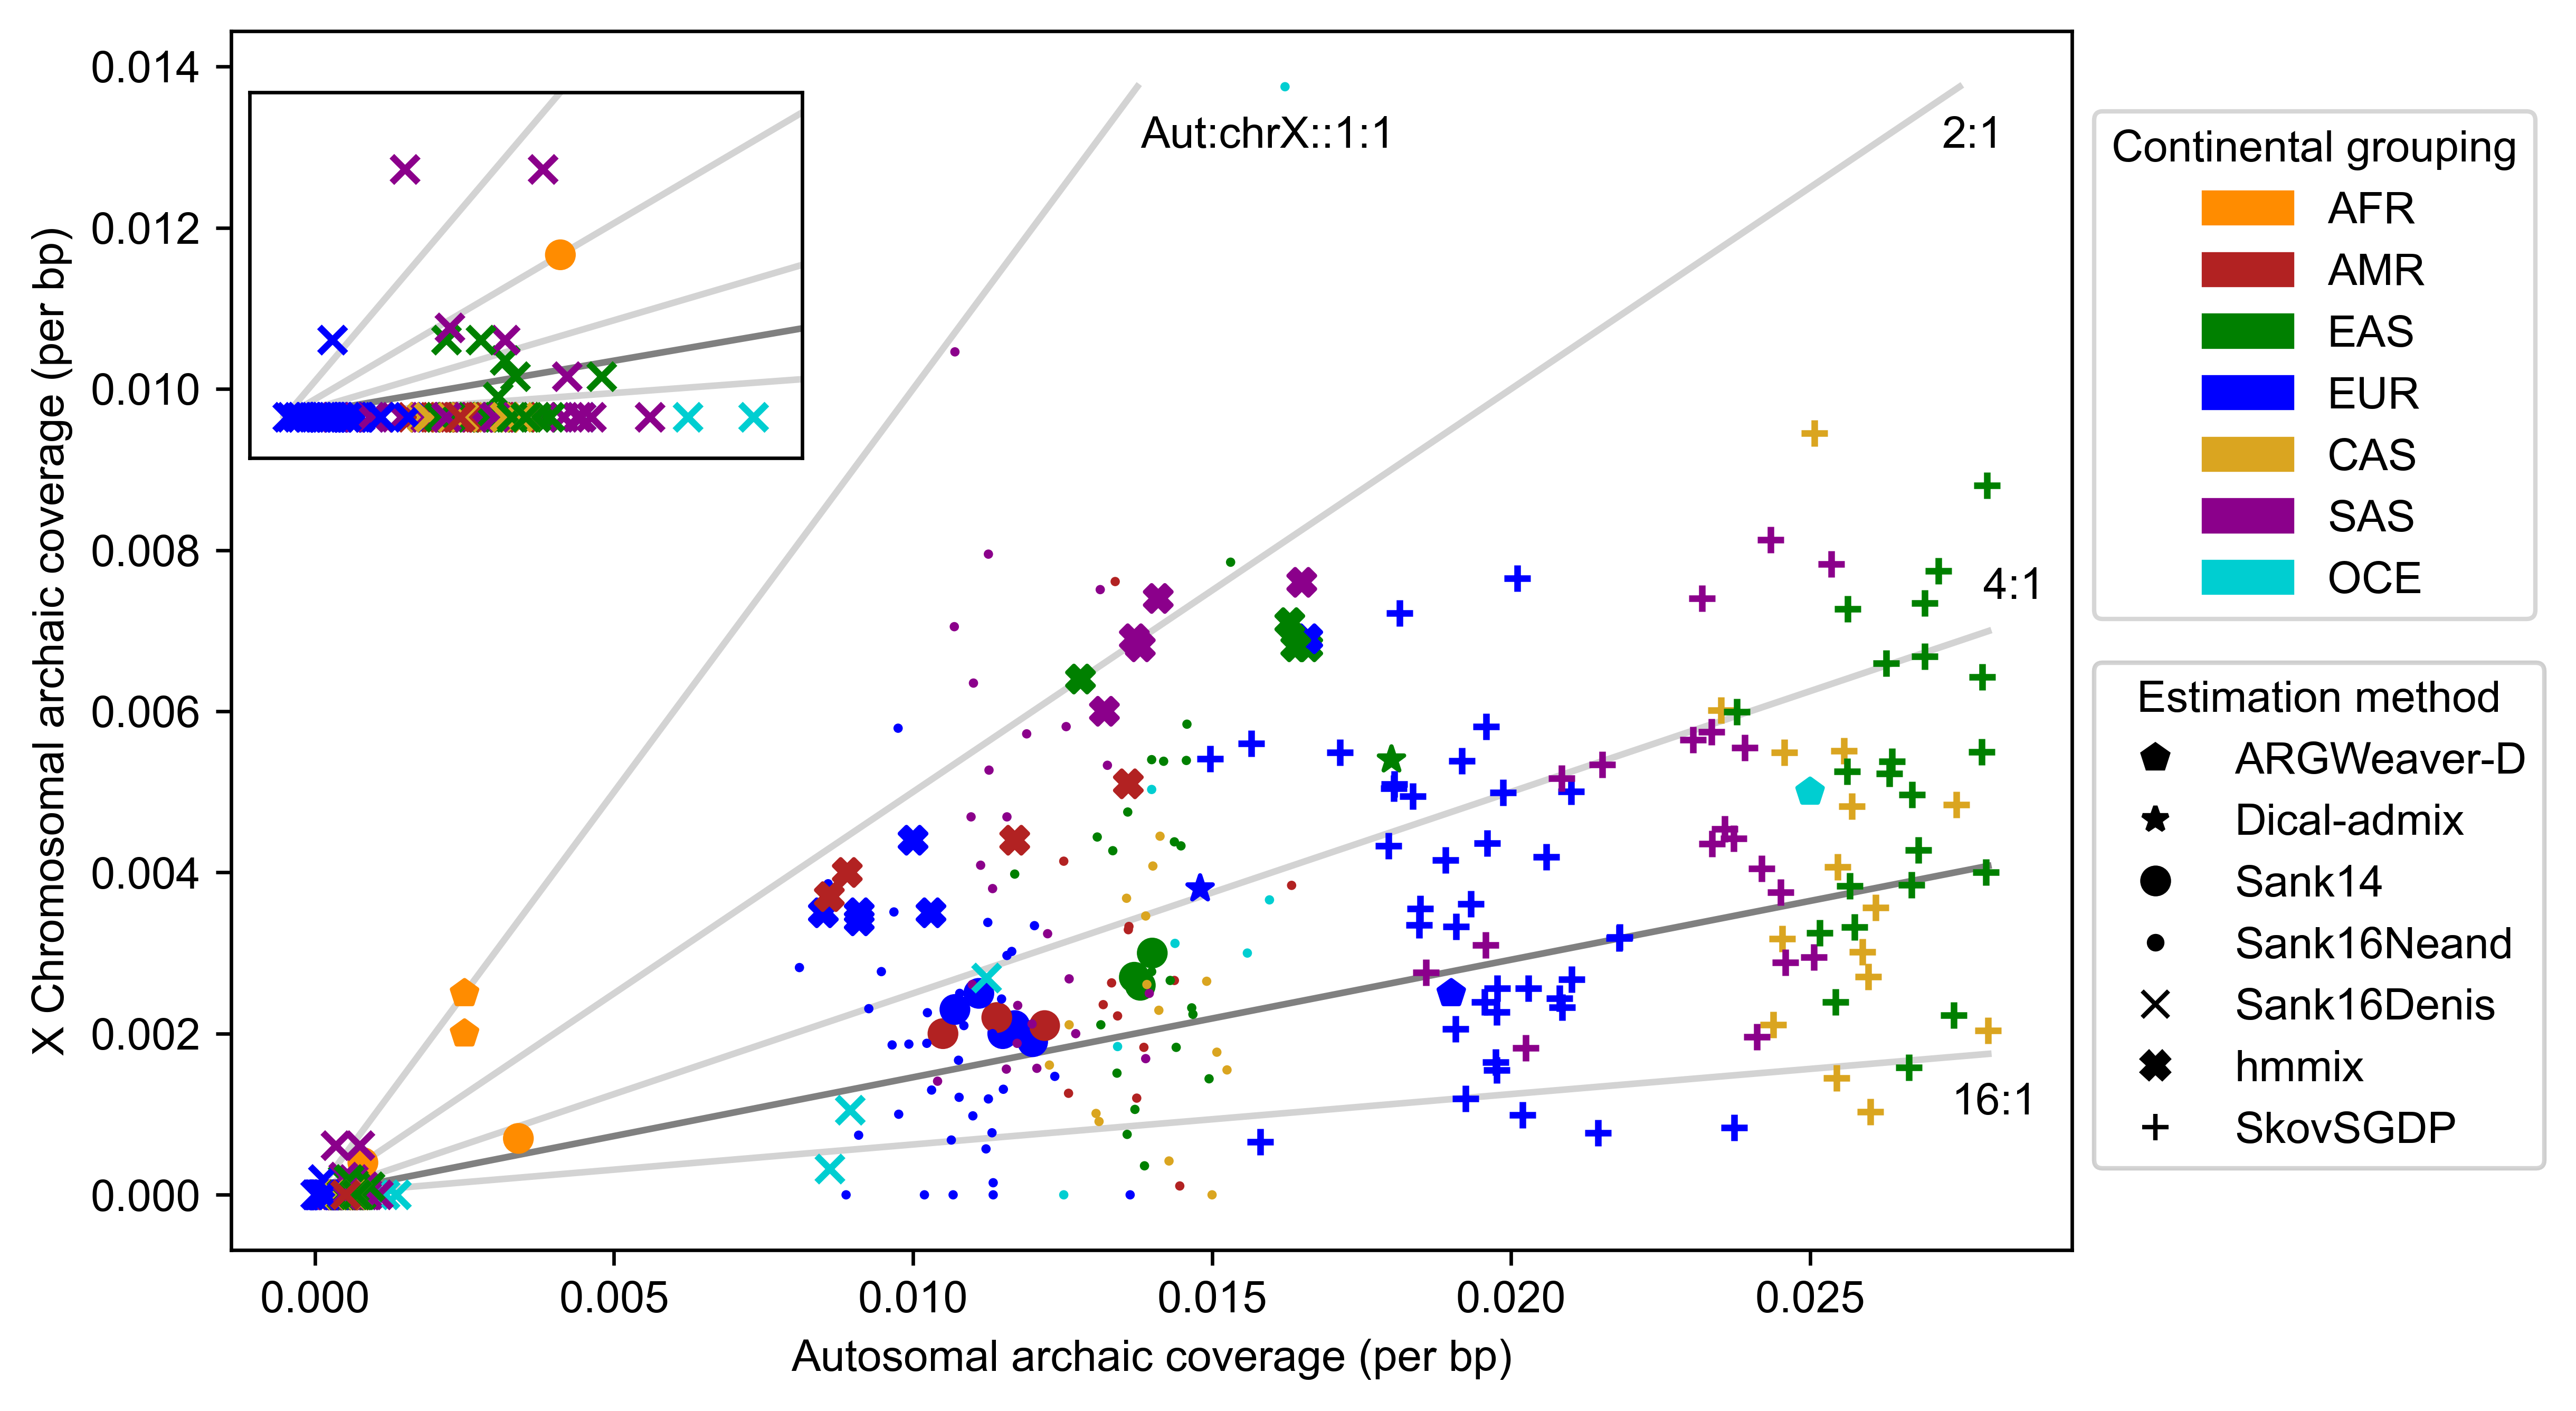 0.014
0.012
0.010
0.008
0.006
0.004
0.002
0.000
X Chromosomal archaic coverage (per bp)
Aut:chrX::1:1
2:1
4:1
16:1
0.000 0.005 0.010 0.015 0.020 0.025
Autosomal archaic coverage (per bp)
Continental grouping
AFR
AMR
EAS
EUR
CAS
SAS
OCE
Estimation method
ARGWeaver-D
Dical-admix
Sank14
Sank16Neand
Sank16Denis
hmmix
SkovSGDP